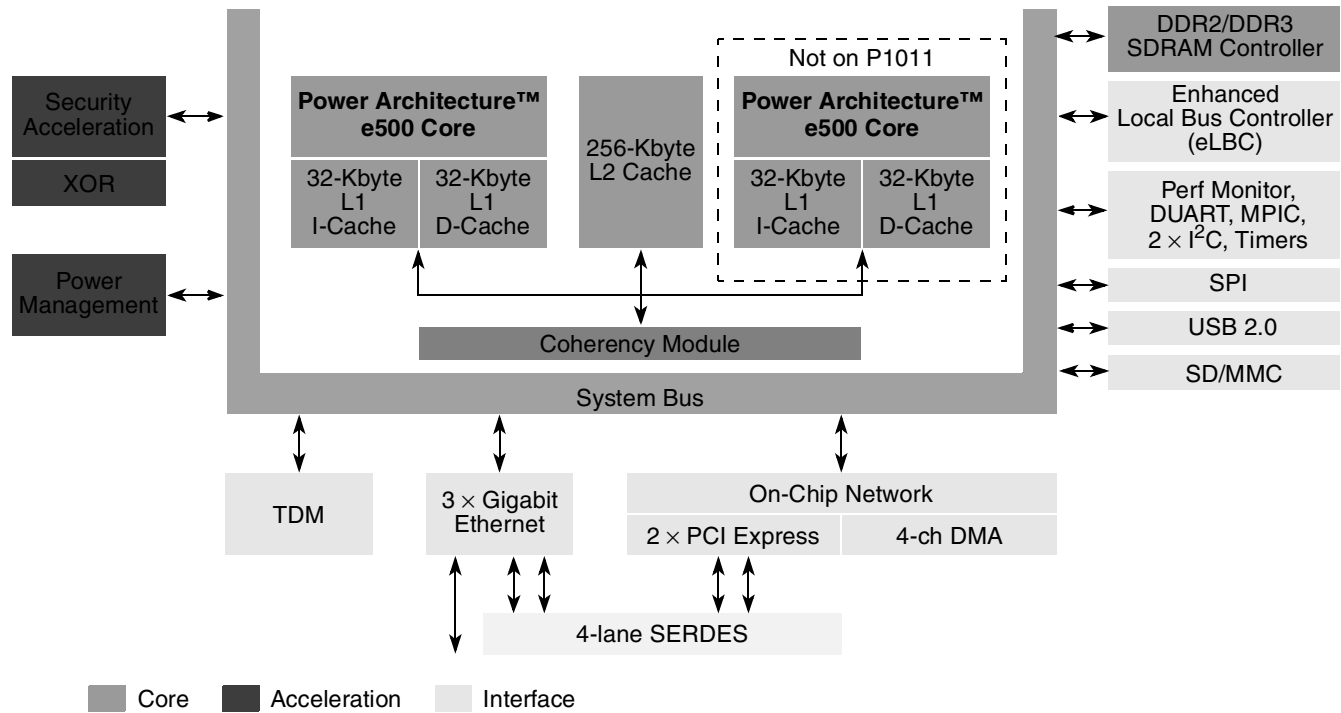 DDR2/DDR3
SDRAM Controller
Not on P1011
Security
Acceleration
XOR
Power Architecture™
e500 Core
32-Kbyte
L1
I-Cache
32-Kbyte
L1
D-Cache
256-Kbyte
L2 Cache
Power Architecture™
e500 Core
32-Kbyte
L1
I-Cache
32-Kbyte
L1
D-Cache
Enhanced
Local Bus Controller
(eLBC)
Perf Monitor,
DUART, MPIC,
2 × I²C, Timers
Power
Management
SPI
USB 2.0
SD/MMC
Coherency Module
System Bus
TDM
3 × Gigabit
Ethernet
On-Chip Network
2 × PCI Express
4-ch DMA
4-lane SERDES
Core
Acceleration
Interface